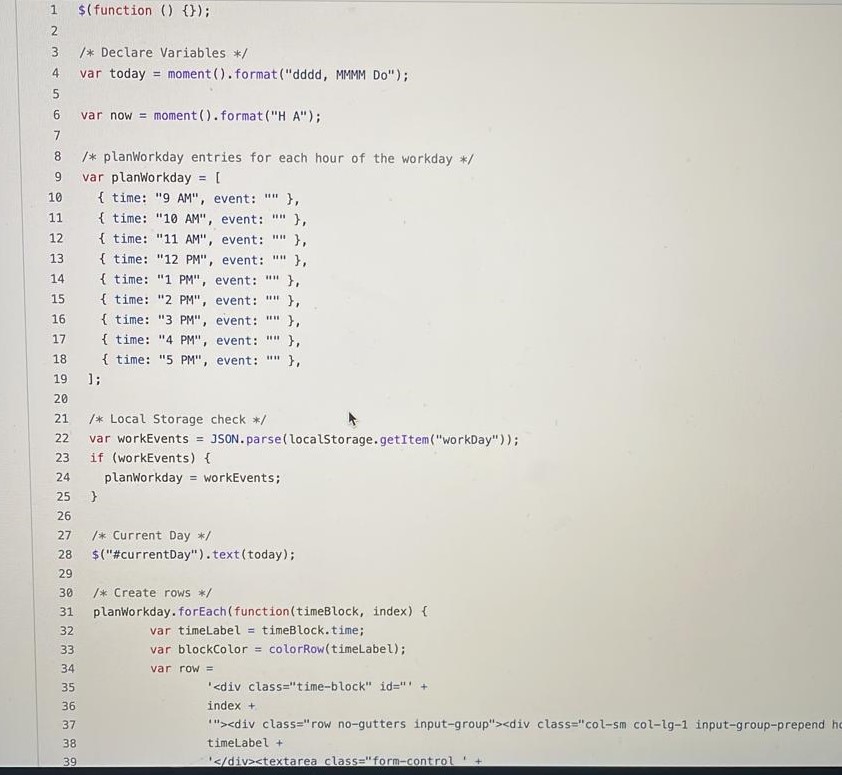 1 $(function () {});
2
3 /* Declare Variables */
4 var today = moment().format("dddd, MMMM Do");
5
6 var now = moment().format("H A");
7
8 /* planWorkday entries for each hour of the workday */
9 var planWorkday = [
10 { time: "9 AM", event: "" },
11 { time: "10 AM", event: "" },
12 { time: "11 AM", event: "" },
13 { time: "12 PM", event: "" },
14 { time: "1 PM", event: "" },
15 { time: "2 PM", event: "" },
16 { time: "3 PM", event: "" },
17 { time: "4 PM", event: "" },
18 { time: "5 PM", event: "" },
19 ];
20
21 /* Local Storage check */
22 var workEvents = JSON.parse(localStorage.getItem("workDay"));
23 if (workEvents) {
24 planWorkday = workEvents;
25 }
26
27 /* Current Day */
28 $("#currentDay").text(today);
29
30 /* Create rows */
31 planWorkday.forEach(function(timeBlock, index) {
32 var timeLabel = timeBlock.time;
33 var blockColor = colorRow(timeLabel);
34 var row =
35 '<div class="time-block" id="' +
36 index +
37 '"><div class="row no-gutters input-group"><div class="col-sm col-lg-1 input-group-prepend
38 timeLabel +
39 '</div><textarea class="form-control ' +